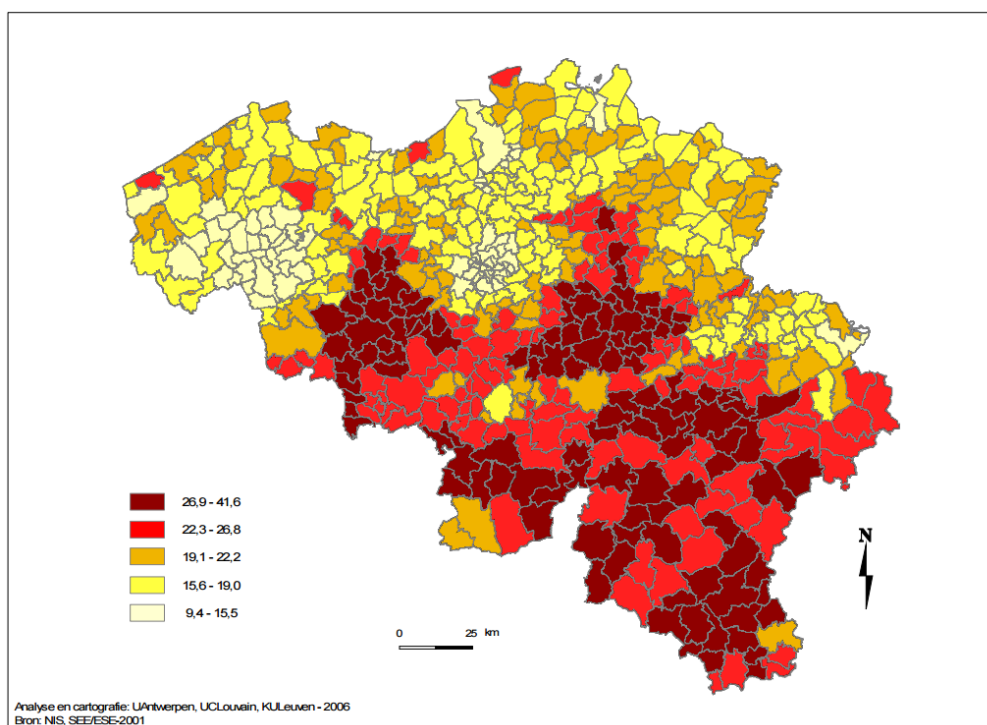 26,9 - 41,6
22,3 - 26,8
19,1 - 22,2
15,6 - 19,0
9,4 - 15,5
N
0 25 km
Analyse en cartografie: UAntwerpen, UCLouvain, KULeuven - 2006
Bron: NIS, SEE/ESE-2001